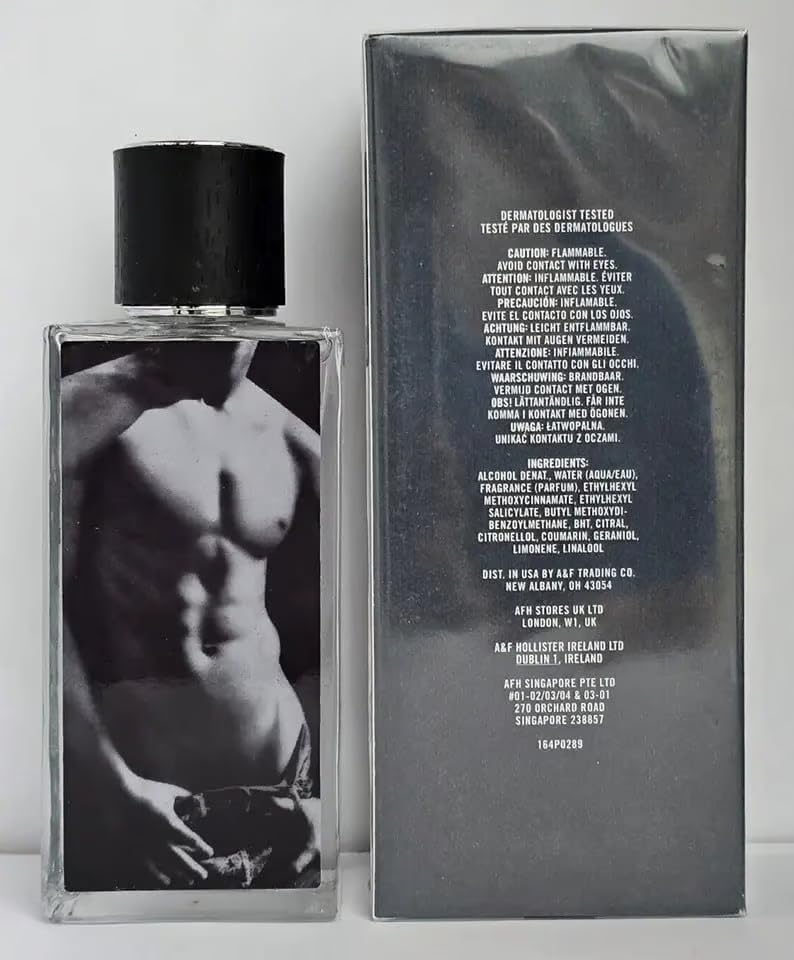 DERMATOLOGIST TESTED
TESTÉ PAR DES DERMATOLOGUES
CAUTION: FLAMMABLE.
AVOID CONTACT WITH EYES.
ATTENTION: INFLAMMABLE. ÉVITER
TOUT CONTACT AVEC LES YEUX.
PRECAUCIÓN: INFLAMABLE.
EVITE EL CONTACTO CON LOS OJOS.
ACHTUNG: LEICHT ENTFLAMMBAR.
KONTAKT MIT AUGEN VERMEIDEN.
ATTENZIONE: INFIAMMABILE.
EVITARE IL CONTATTO CON GLI OCCHI.
WAARSCHUWING: BRANDBAAR.
VERMIJD CONTACT MET OGEN.
OBS! LÄTTANTÄNDLIG. FÅR INTE
KOMMA I KONTAKT MED ÖGONEN.
UWAGA: ŁATWOPALNA.
UNIKAĆ KONTAKTU Z OCZAMI.
INGREDIENTS:
ALCOHOL DENAT., WATER (AQUA/EAU),
FRAGRANCE (PARFUM), ETHYLHEXYL
METHOXYCINNAMATE, ETHYLHEXYL
SALICYLATE, BUTYL METHOXYDI-
BENZOYLMETHANE, BHT, CITRAL,
CITRONELLOL, COUMARIN, GERANIOL,
LIMONENE, LINALOOL
DIST. IN USA BY A&F TRADING CO.
NEW ALBANY, OH 43054
AFH STORES UK LTD
LONDON, W1, UK
A&F HOLLISTER IRELAND LTD
DUBLIN 1, IRELAND
AFH SINGAPORE PTE LTD
#01-02/03/04 & 03-01
270 ORCHARD ROAD
SINGAPORE 238857
164P0289